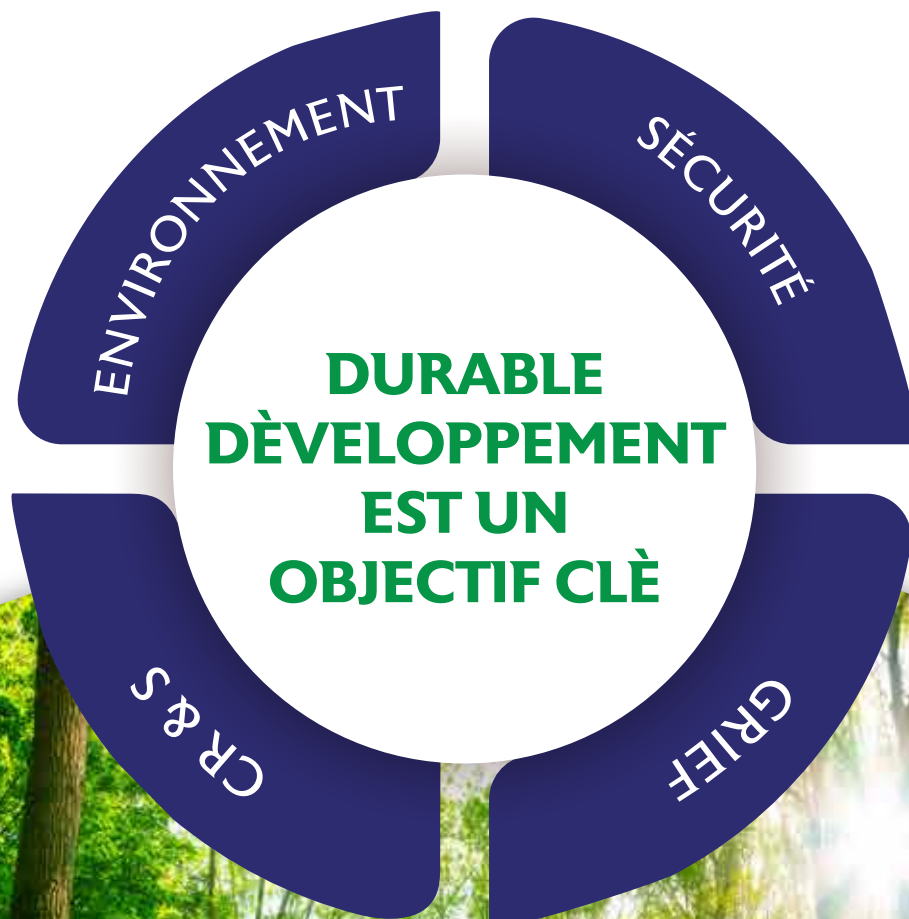 ENVIRONNEMENT
SÉCURITÉ
DURABLE
DÈVELOPPEMENT
EST UN
OBJECTIF CLÈ
CR & S
GRIEF